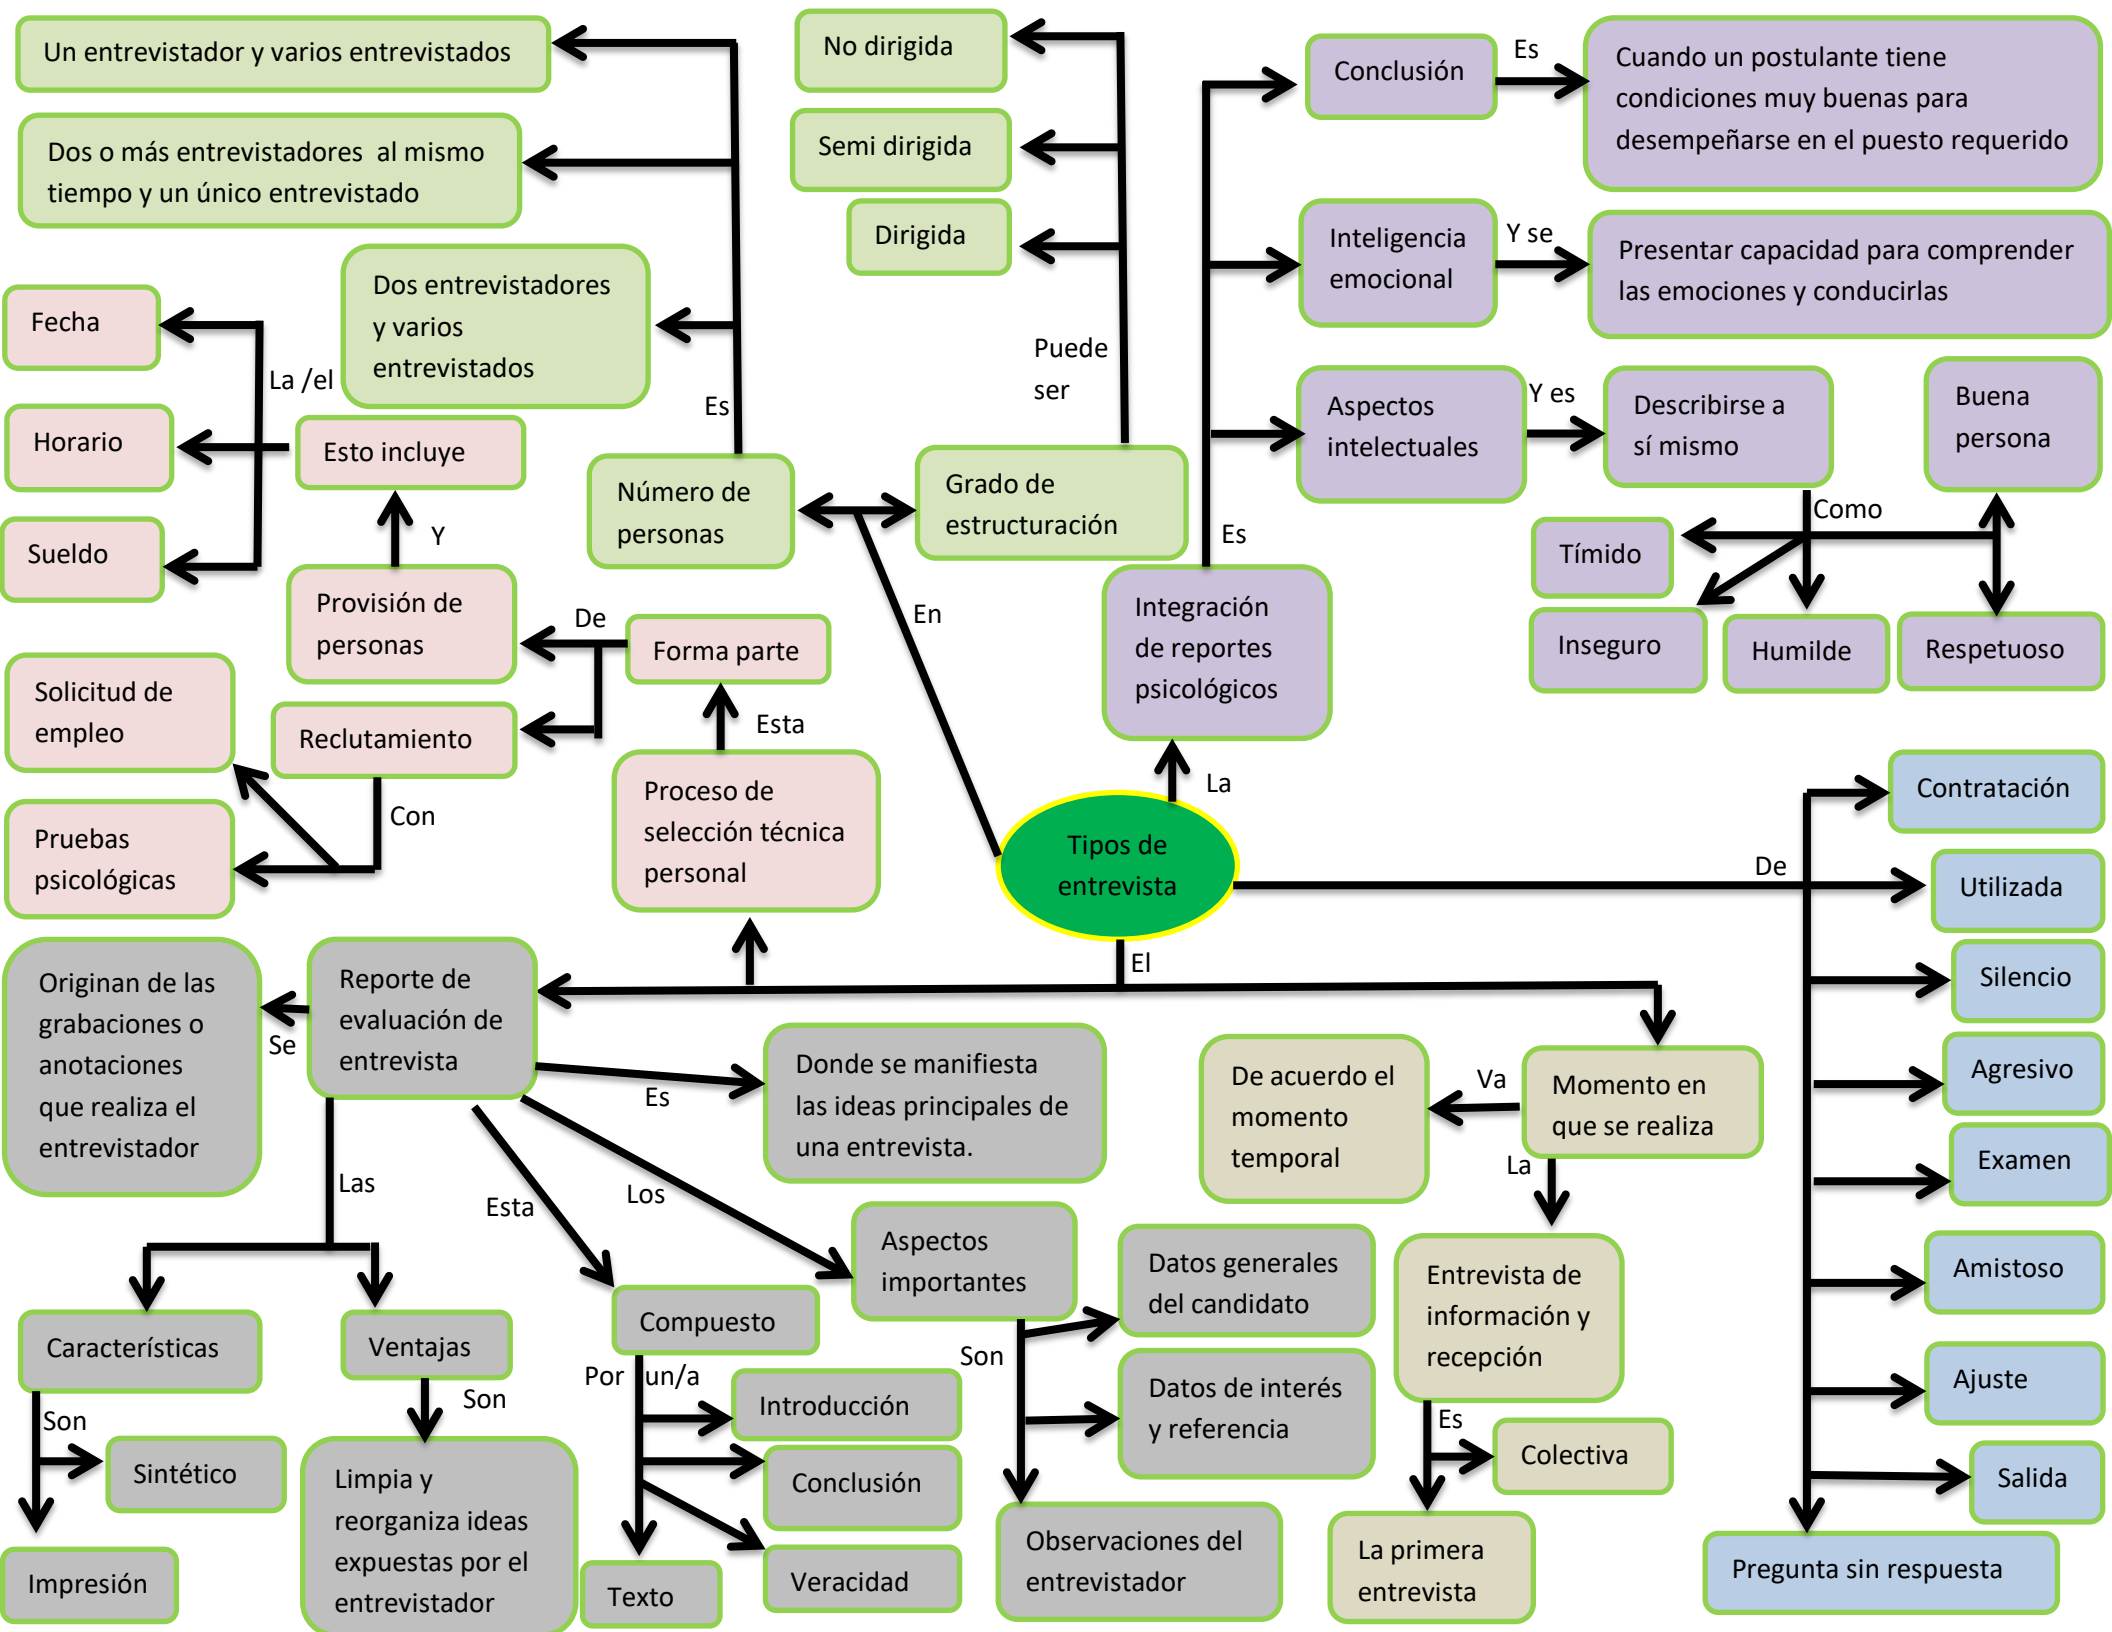 Un entrevistador y varios entrevistados
Dos o más entrevistadores al mismo
tiempo y un único entrevistado
Dos entrevistadores
y varios
entrevistados
Es
Número de
personas
No dirigida
Semi dirigida
Dirigida
Puede
ser
Grado de
estructuración
En
Conclusión
Es
Cuando un postulante tiene
condiciones muy buenas para
desempeñarse en el puesto requerido
Inteligencia
emocional
Y se
Presentar capacidad para comprender
las emociones y conducirlas
Aspectos
intelectuales
Y es
Describirse a
sí mismo
Como
Buena
persona
Tímido
Inseguro
Humilde
Respetuoso
Es
Integración
de reportes
psicológicos
La
Fecha
Horario
Sueldo
La /el
Esto incluye
Y
Provisión de
personas
De
Forma parte
Solicitud de
empleo
Reclutamiento
Esta
Con
Pruebas
psicológicas
Proceso de
selección técnica
personal
Tipos de
entrevista
De
Contratación
Utilizada
Silencio
Agresivo
Examen
Amistoso
Ajuste
Salida
Pregunta sin respuesta
El
Originan de las
grabaciones o
anotaciones
que realiza el
entrevistador
Se
Reporte de
evaluación de
entrevista
Es
Donde se manifiesta
las ideas principales de
una entrevista.
De acuerdo el
momento
temporal
Va
Momento en
que se realiza
La
Las
Esta
Los
Aspectos
importantes
Datos generales
del candidato
Son
Datos de interés
y referencia
Observaciones del
entrevistador
Entrevista de
información y
recepción
Es
Colectiva
La primera
entrevista
Características
Son
Sintético
Impresión
Ventajas
Son
Limpia y
reorganiza ideas
expuestas por el
entrevistador
Compuesto
Por un/a
Introducción
Conclusión
Veracidad
Texto